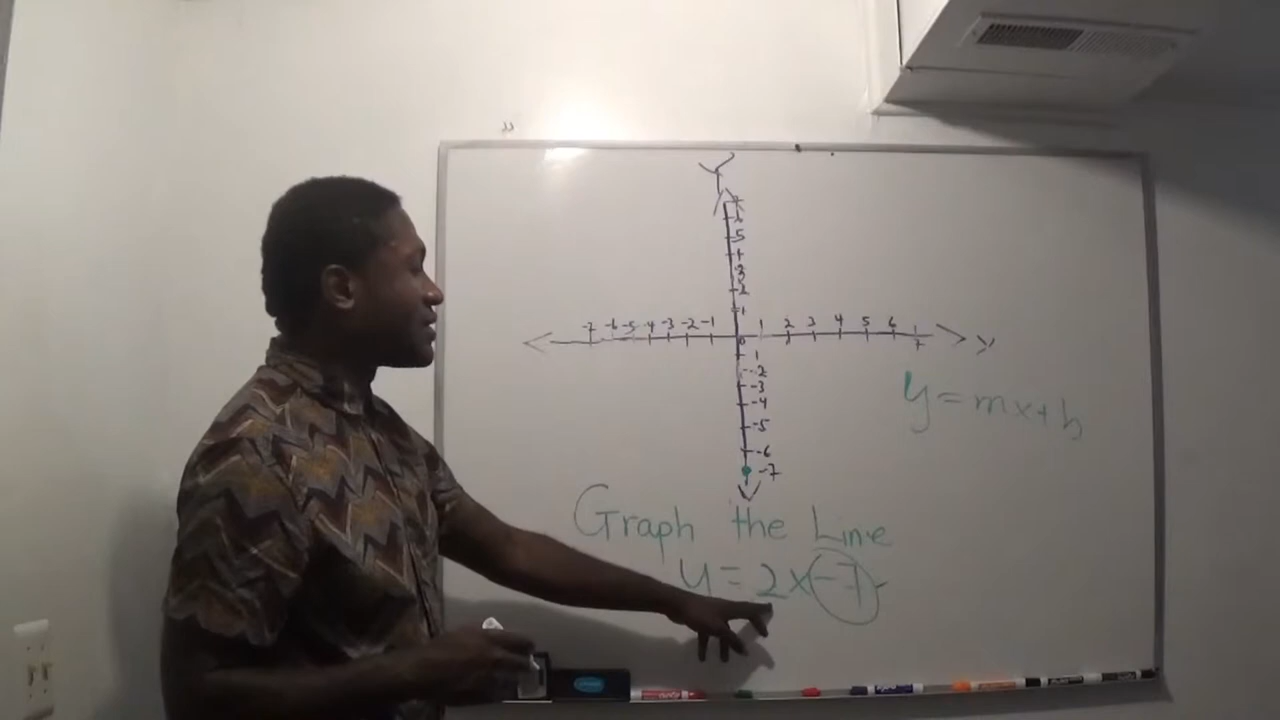 Y
7
6
5
4
3
2
1
-7 -6 -5 -4 -3 -2 -1 0 1 2 3 4 5 6 7
1
-2
-3
-4
-5
-6
-7
y = mx+b
Graph the Line
y = 2x-7